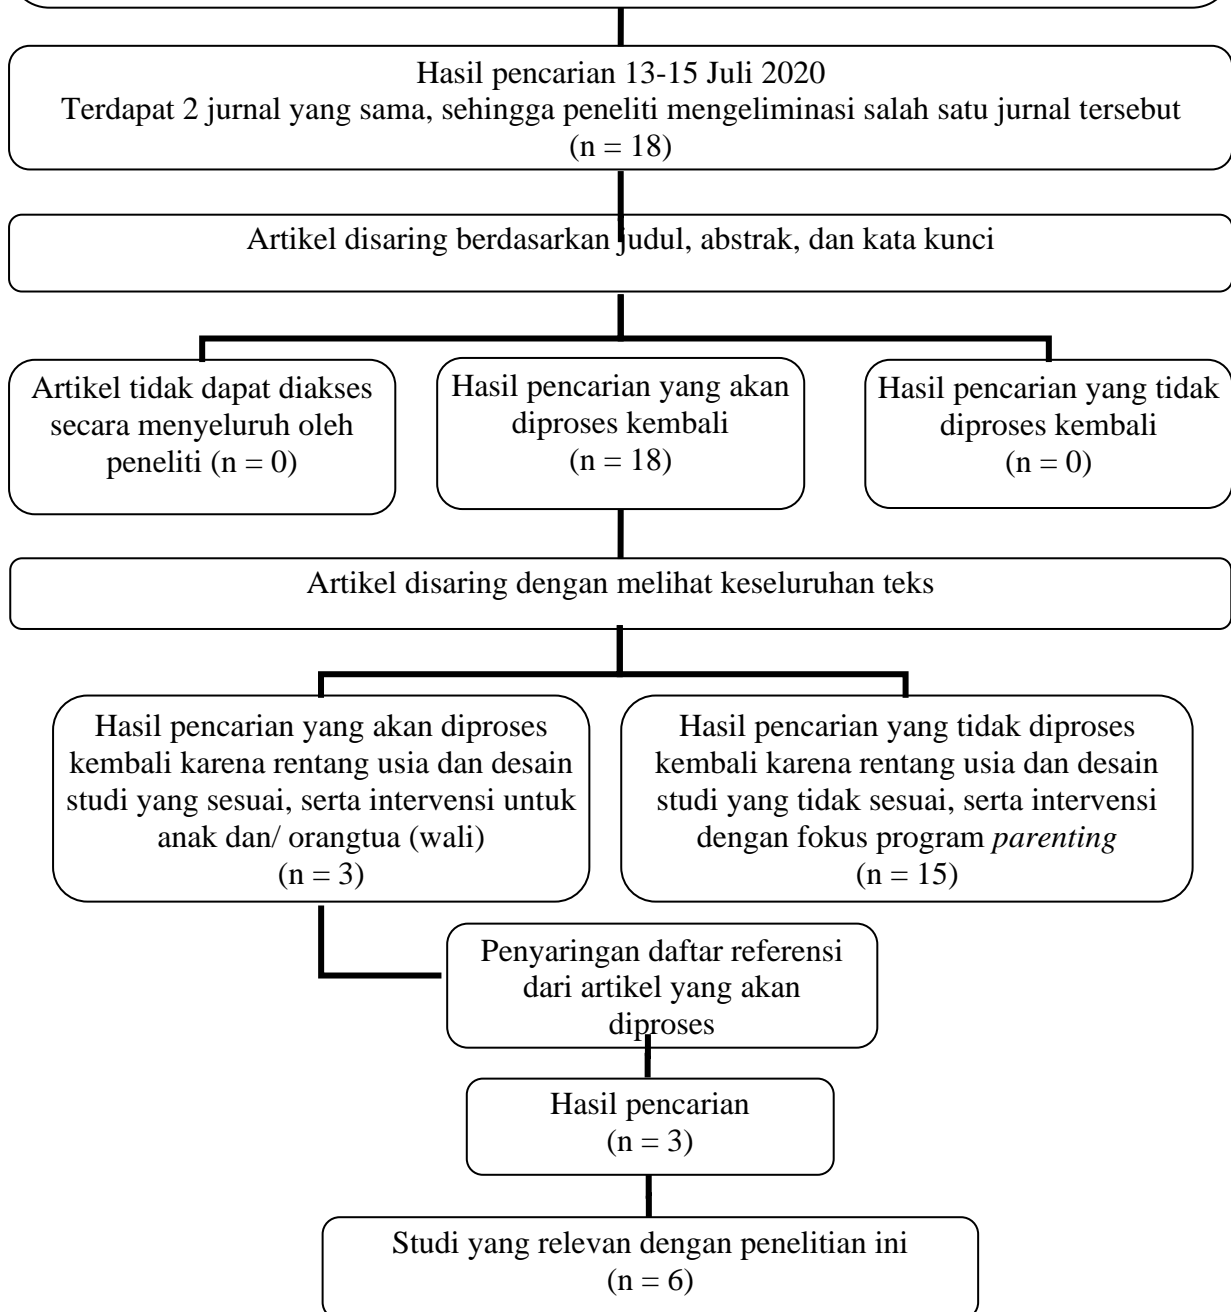 Hasil pencarian 13-15 Juli 2020
Terdapat 2 jurnal yang sama, sehingga peneliti mengeliminasi salah satu jurnal tersebut
(n = 18)
Artikel disaring berdasarkan judul, abstrak, dan kata kunci
Artikel tidak dapat diakses
secara menyeluruh oleh
peneliti (n = 0)
Hasil pencarian yang akan
diproses kembali
(n = 18)
Hasil pencarian yang tidak
diproses kembali
(n = 0)
Artikel disaring dengan melihat keseluruhan teks
Hasil pencarian yang akan diproses
kembali karena rentang usia dan desain
studi yang sesuai, serta intervensi untuk
anak dan/ orangtua (wali)
(n = 3)
Hasil pencarian yang tidak diproses
kembali karena rentang usia dan desain
studi yang tidak sesuai, serta intervensi
dengan fokus program parenting
(n = 15)
Penyaringan daftar referensi
dari artikel yang akan
diproses
Hasil pencarian
(n = 3)
Studi yang relevan dengan penelitian ini
(n = 6)